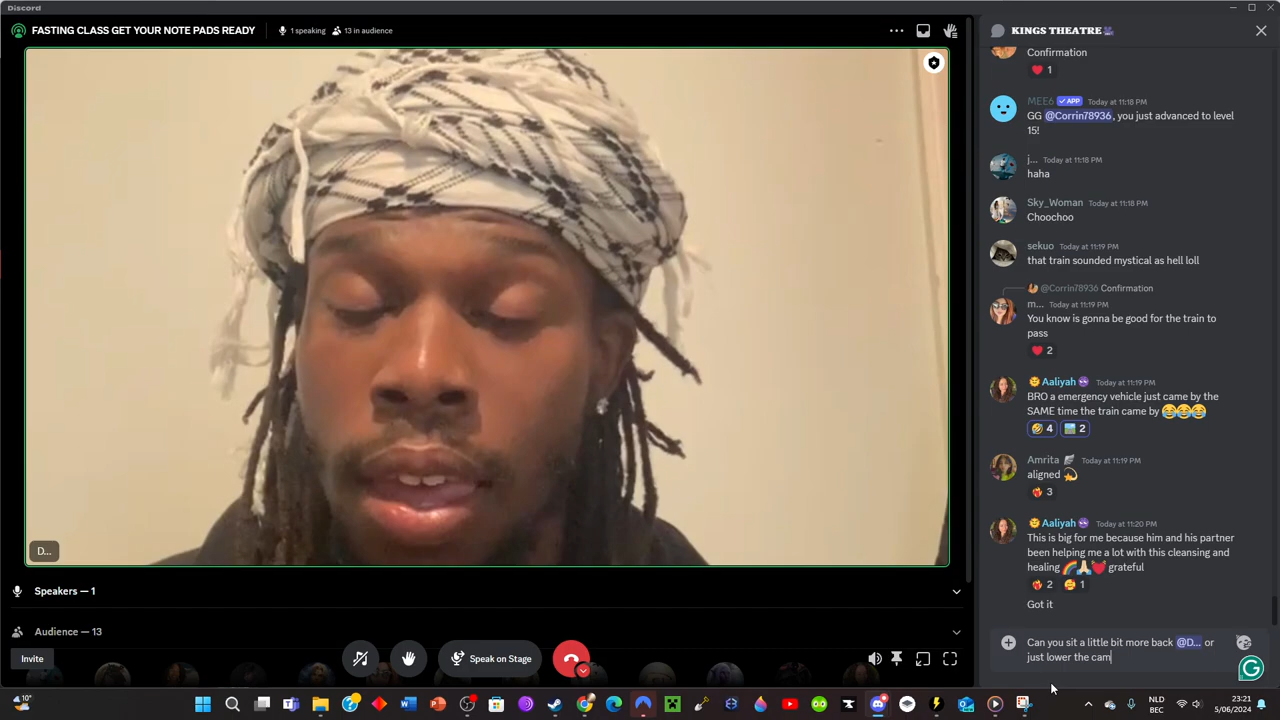 Discord
FASTING CLASS GET YOUR NOTE PADS READY
1 speaking
13 in audience
D...
Speakers — 1
Audience — 13
Invite
Speak on Stage
KINGS THEATRE
Confirmation
❤️ 1
MEE6 ✓ APP Today at 11:18 PM
GG @Corrin78936, you just advanced to level
15!
j... Today at 11:18 PM
haha
Sky_Woman Today at 11:18 PM
Choochoo
sekuo Today at 11:19 PM
that train sounded mystical as hell loll
@Corrin78936 Confirmation
m... Today at 11:19 PM
You know is gonna be good for the train to
pass
❤️ 2
🌞Aaliyah Today at 11:19 PM
BRO a emergency vehicle just came by the
SAME time the train came by 😂😂😂
🤣 4 2
Amrita Today at 11:19 PM
aligned 💫
❤️‍🔥 3
🌞Aaliyah Today at 11:20 PM
This is big for me because him and his partner
been helping me a lot with this cleansing and
healing 🌈🙏🏼💓 grateful
❤️‍🔥 2 🥰 1
Got it
Can you sit a little bit more back @D... or
just lower the cam
10°
NLD
BEC
23:21
5/06/2024